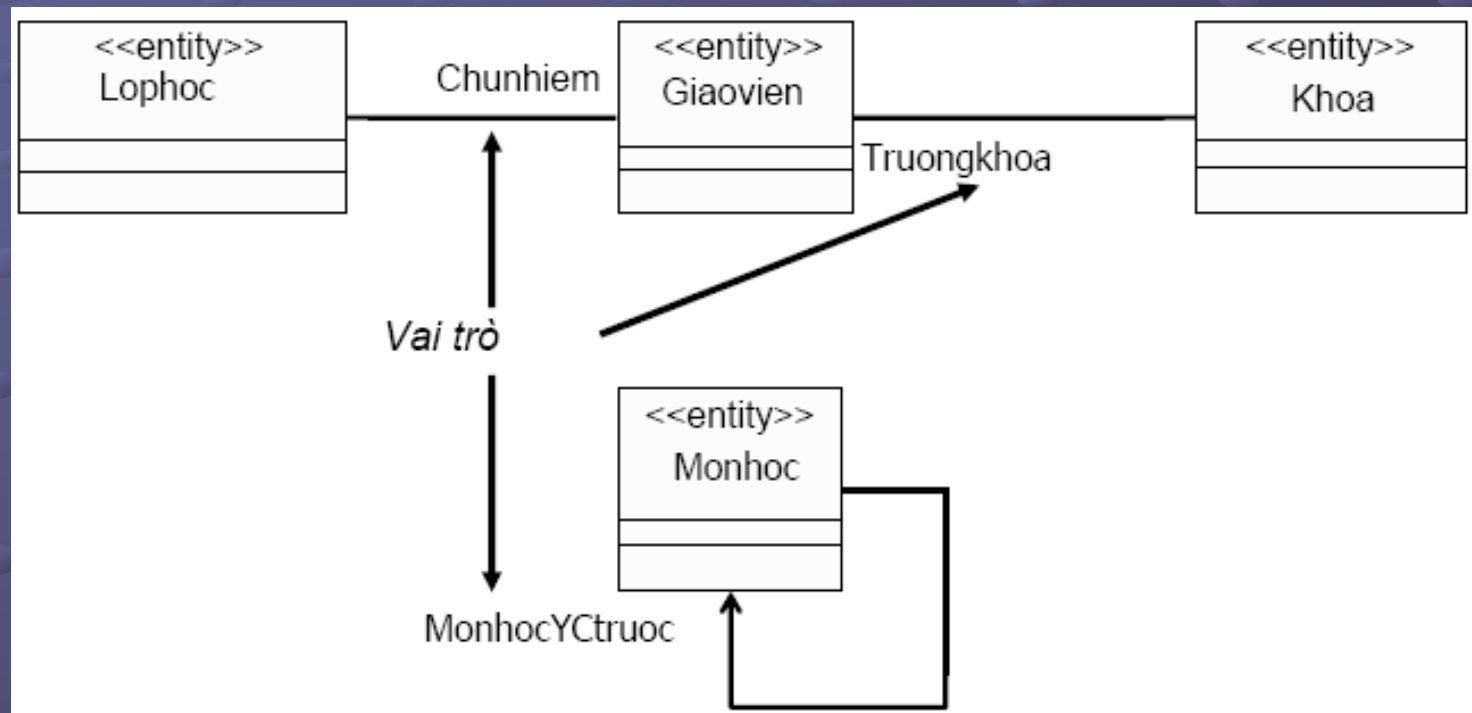 <<entity>>
Lophoc
Chunhiem
<<entity>>
Giaovien
<<entity>>
Khoa
Truongkhoa
Vai trò
<<entity>>
Monhoc
MonhocYCtruoc